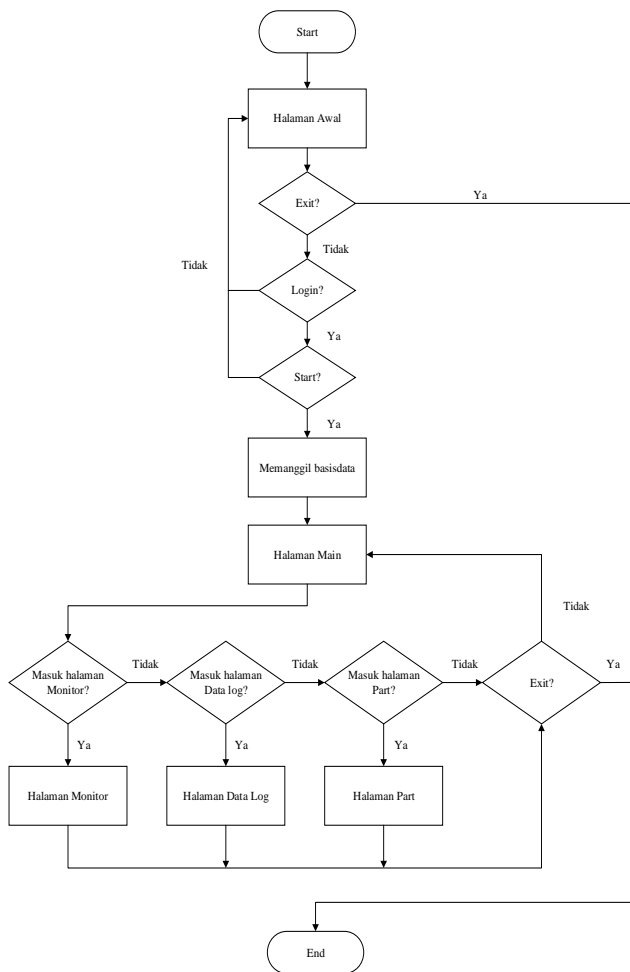 Start
Halaman Awal
Exit?
Ya
Tidak
Tidak
Login?
Ya
Start?
Ya
Memanggil basisdata
Halaman Main
Tidak
Masuk halaman
Monitor?
Tidak
Masuk halaman
Data log?
Tidak
Masuk halaman
Part?
Tidak
Exit?
Ya
Ya
Ya
Ya
Halaman Monitor
Halaman Data Log
Halaman Part
End